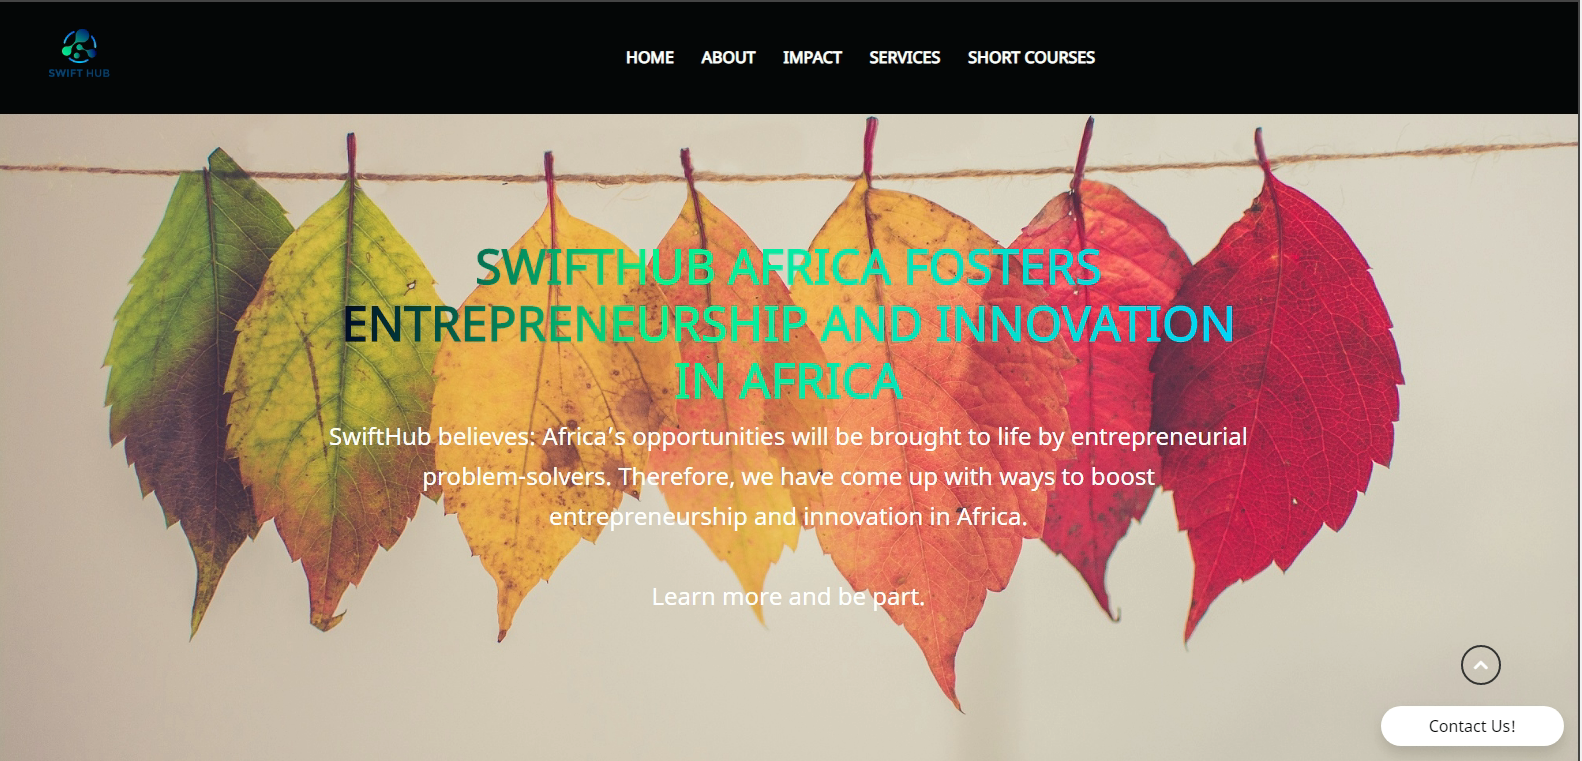 SWIFT HUB
HOME ABOUT IMPACT SERVICES SHORT COURSES
SWIFTHUB AFRICA FOSTERS
ENTREPRENEURSHIP AND INNOVATION
IN AFRICA
SwiftHub believes: Africa’s opportunities will be brought to life by entrepreneurial
problem-solvers. Therefore, we have come up with ways to boost
entrepreneurship and innovation in Africa.
Learn more and be part.
Contact Us!